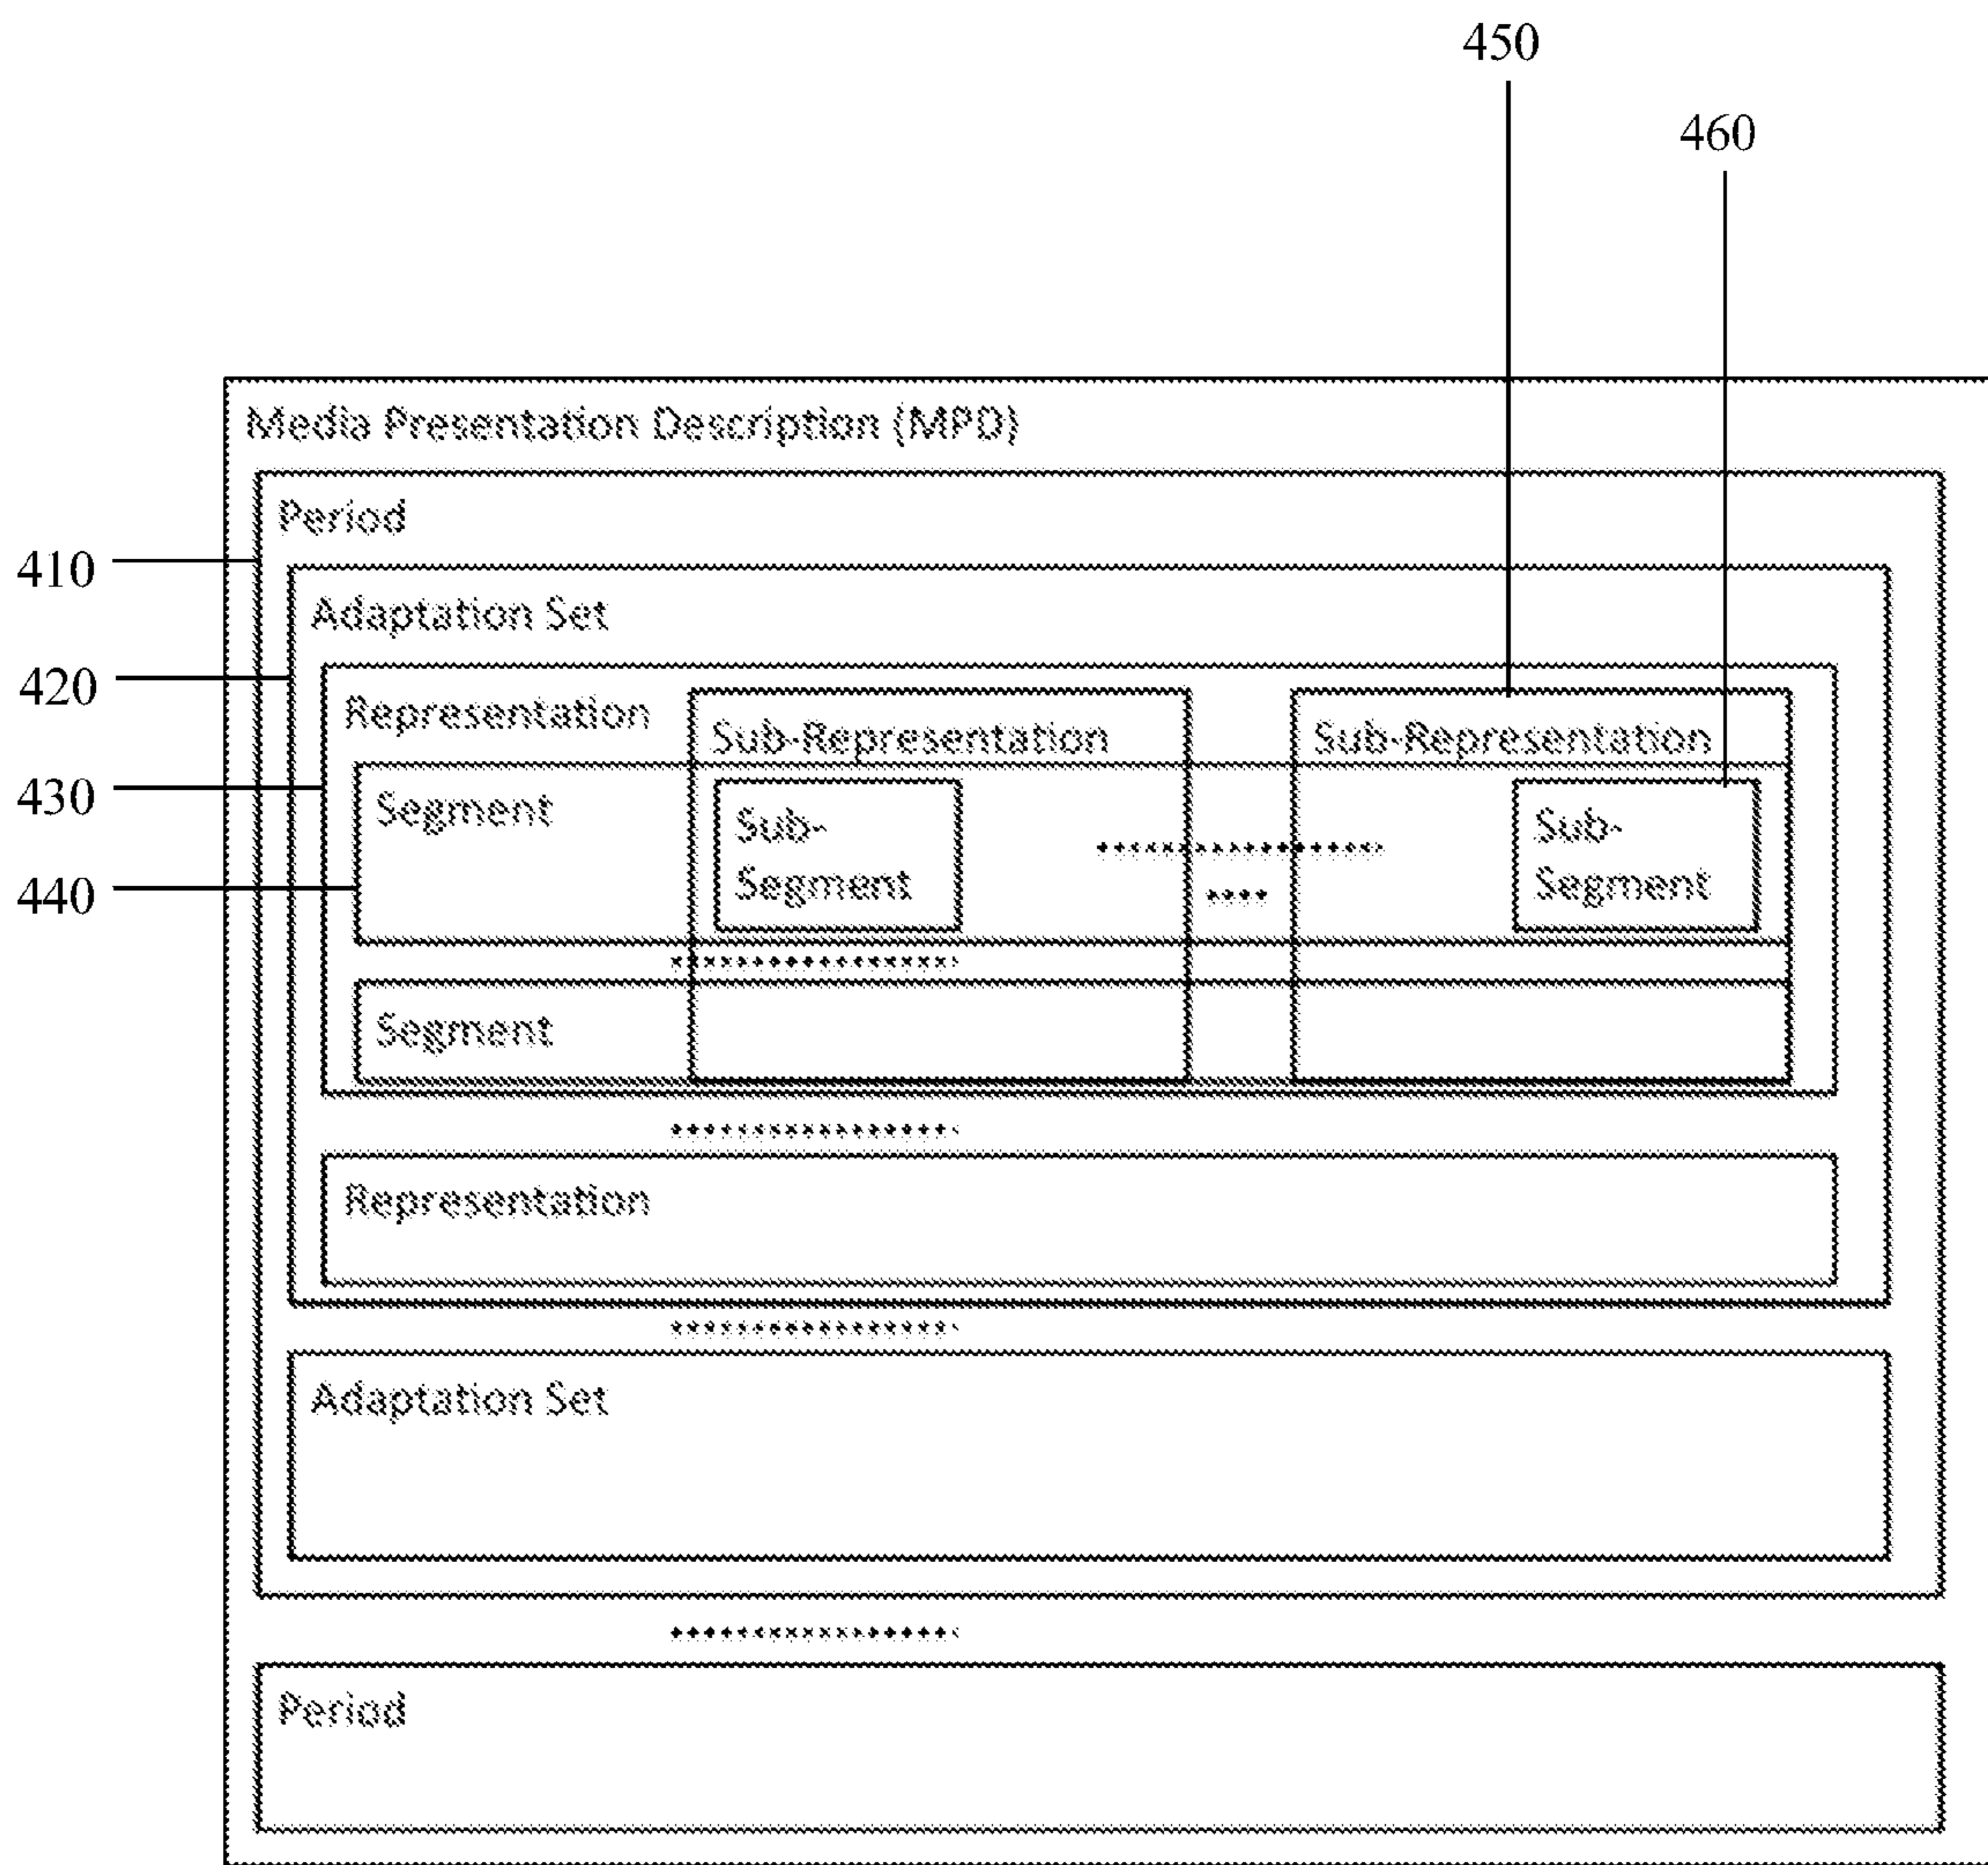 450
460
Media Presentation Description (MPD)
Period
410
Adaptation Set
420
Representation
Sub-Representation
Sub-Representation
430
Segment
Sub-
Segment
Sub-
Segment
440
Segment
Representation
Adaptation Set
Period